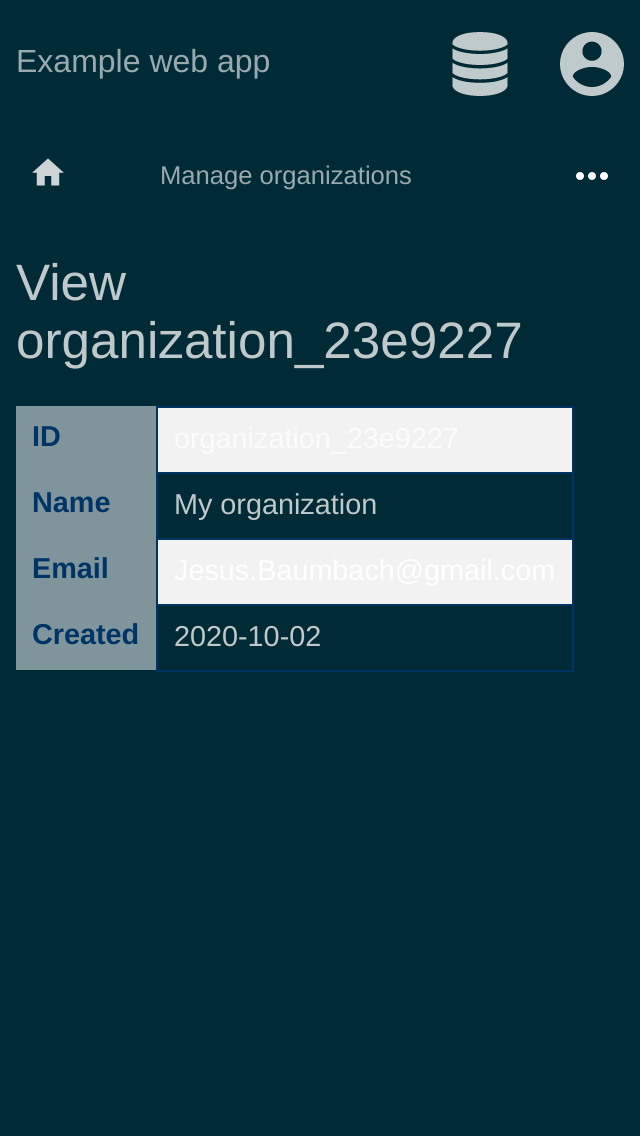 Example web app
Manage organizations
View
organization_23e9227
ID
organization_23e9227
Name
My organization
Email
Jesus.Baumbach@gmail.com
Created
2020-10-02